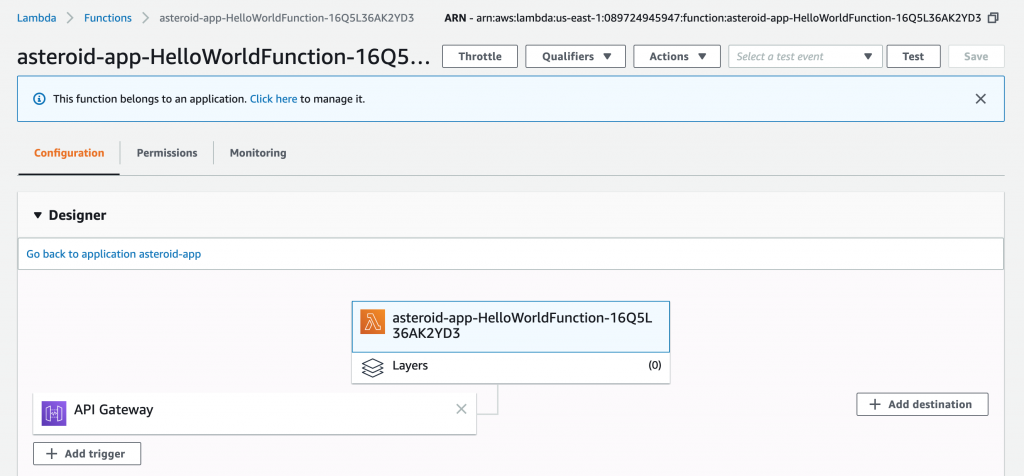 Lambda > Functions > asteroid-app-HelloWorldFunction-16Q5L36AK2YD3 ARN - arn:aws:lambda:us-east-1:089724945947:function:asteroid-app-HelloWorldFunction-16Q5L36AK2YD3
asteroid-app-HelloWorldFunction-16Q5... Throttle Qualifiers Actions Select a test event Test Save
This function belongs to an application. Click here to manage it.
Configuration Permissions Monitoring
Designer
Go back to application asteroid-app
asteroid-app-HelloWorldFunction-16Q5L
36AK2YD3
Layers (0)
API Gateway
+ Add destination
+ Add trigger